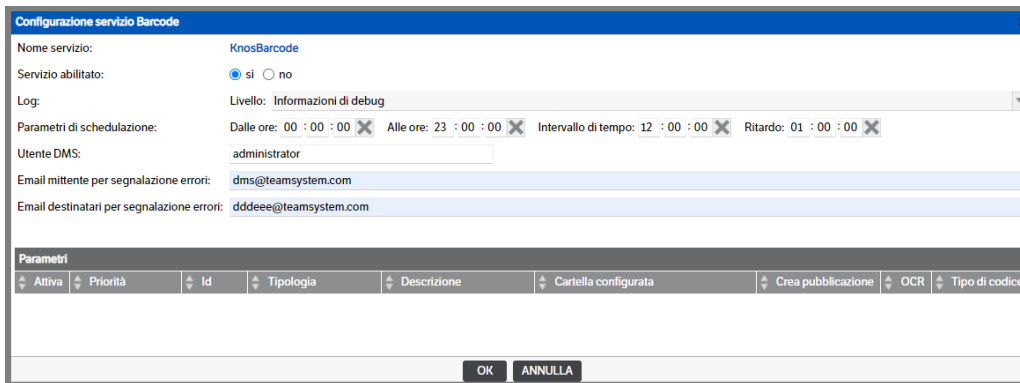 Configurazione servizio Barcode
Nome servizio: KnosBarcode
Servizio abilitato: sì no
Log: Livello: Informazioni di debug
Parametri di schedulazione: Dalle ore: 00 : 00 : 00 Alle ore: 23 : 00 : 00 Intervallo di tempo: 12 : 00 : 00 Ritardo: 01 : 00 : 00
Utente DMS: administrator
Email mittente per segnalazione errori: dms@teamsystem.com
Email destinatari per segnalazione errori: dddeee@teamsystem.com
Parametri
Attiva Priorità Id Tipologia Descrizione Cartella configurata Crea pubblicazione OCR Tipo di codice
OK ANNULLA